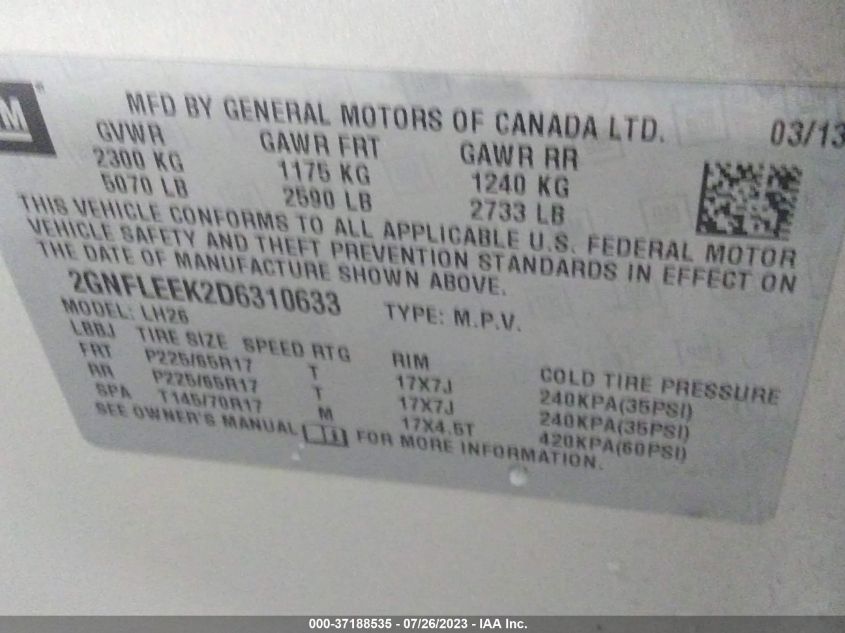 M
MFD BY GENERAL MOTORS OF CANADA LTD. 03/13
GVWR GAWR FRT GAWR RR
2300 KG 1175 KG 1240 KG
5070 LB 2590 LB 2733 LB
THIS VEHICLE CONFORMS TO ALL APPLICABLE U.S. FEDERAL MOTOR
VEHICLE SAFETY AND THEFT PREVENTION STANDARDS IN EFFECT ON
THE DATE OF MANUFACTURE SHOWN ABOVE.
2GNFLEEK2D6310633 TYPE: M.P.V.
MODEL: LH26
LBBJ TIRE SIZE SPEED RTG RIM COLD TIRE PRESSURE
FRT P225/65R17 T 17X7J 240KPA(35PSI)
RR P225/65R17 T 17X7J 240KPA(35PSI)
SPA T145/70R17 M 17X4.5T 420KPA(60PSI)
SEE OWNER'S MANUAL FOR MORE INFORMATION.
000-37188535 - 07/26/2023 - IAA Inc.